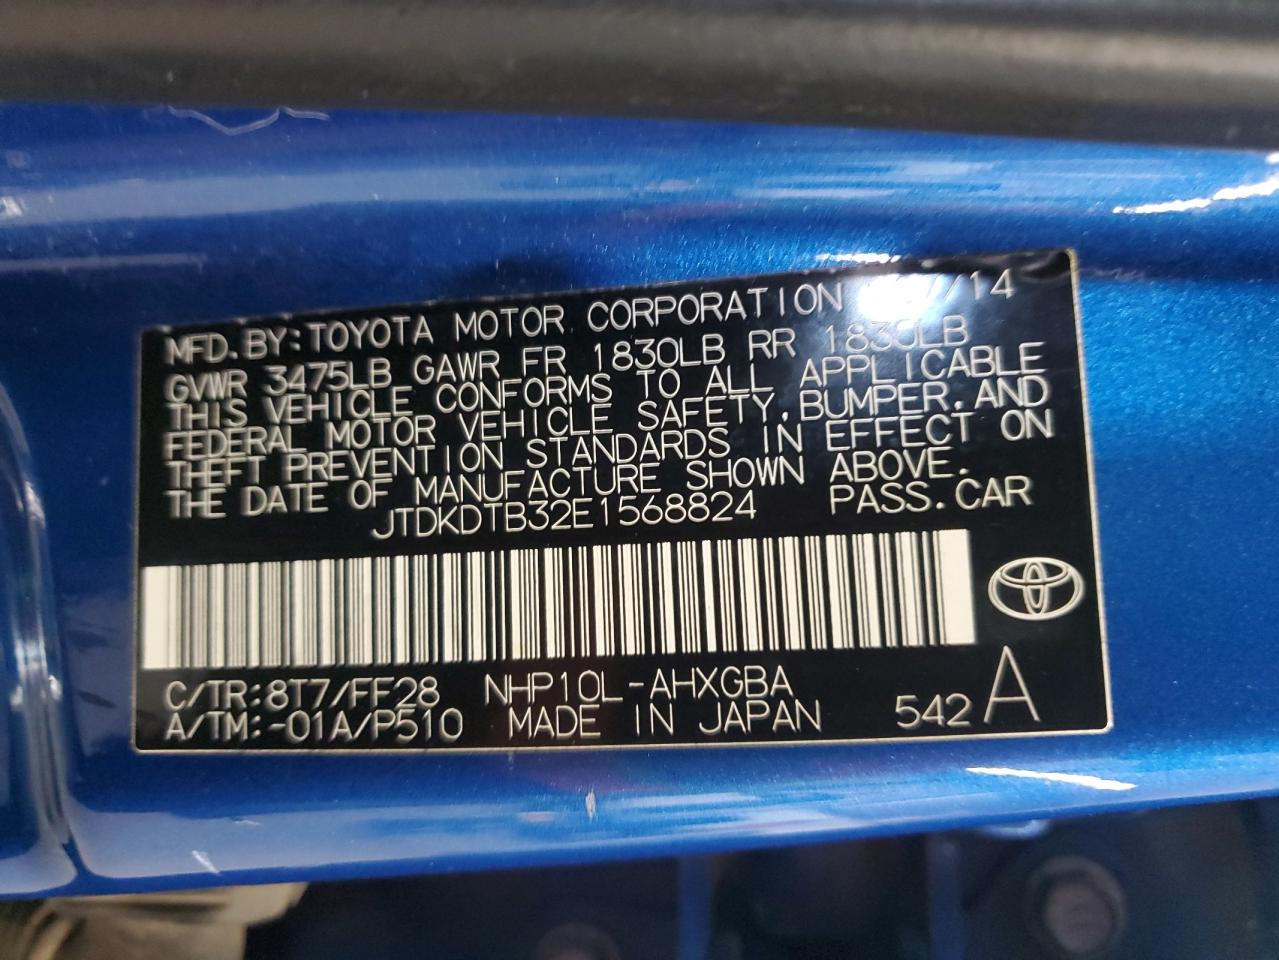 MFD.BY:TOYOTA MOTOR CORPORATION /14
GVWR 3475LB GAWR FR 1830LB RR 1830LB
THIS VEHICLE CONFORMS TO ALL APPLICABLE
FEDERAL MOTOR VEHICLE SAFETY, BUMPER, AND
THEFT PREVENTION STANDARDS IN EFFECT ON
THE DATE OF MANUFACTURE SHOWN ABOVE.
JTDKDTB32E1568824 PASS.CAR
C/TR:8T7/FF28 NHP10L-AHXGBA
A/TM:-01A/P510 MADE IN JAPAN 542 A